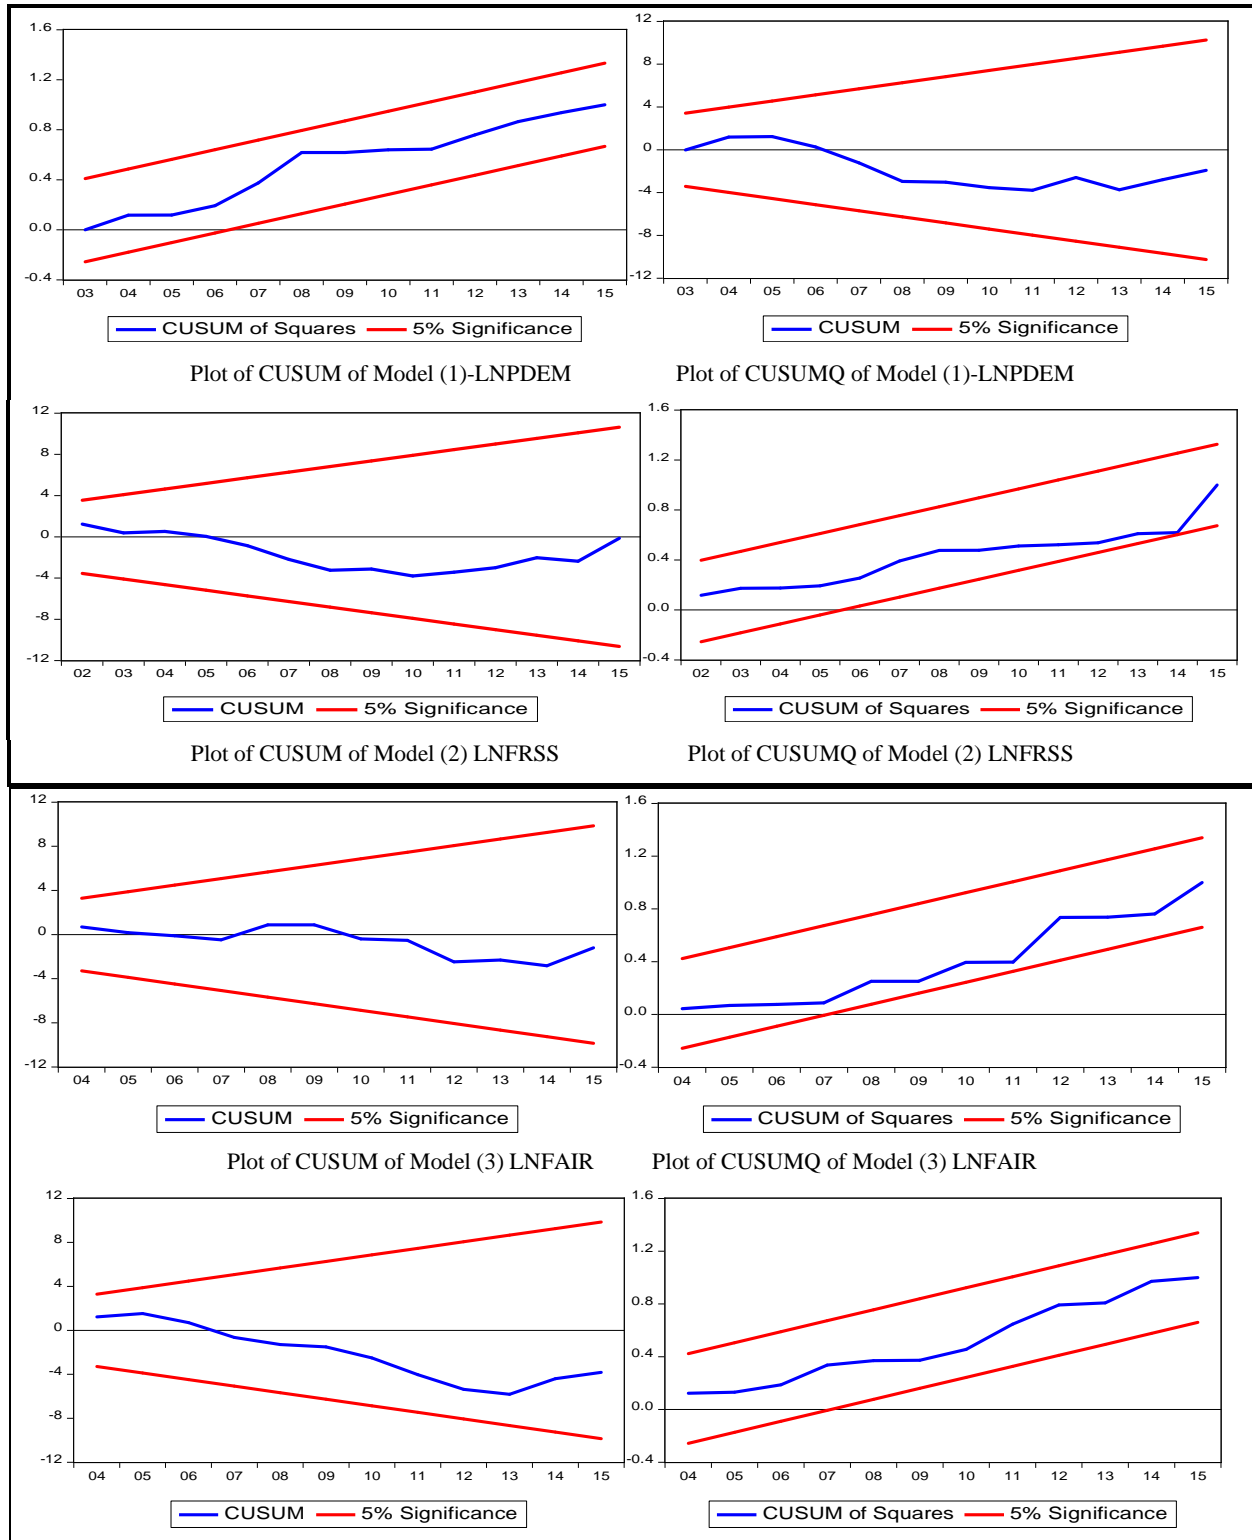 1.6
1.2
0.8
0.4
0.0
-0.4
03 04 05 06 07 08 09 10 11 12 13 14 15
CUSUM of Squares 5% Significance
12
8
4
0
-4
-8
-12
03 04 05 06 07 08 09 10 11 12 13 14 15
CUSUM 5% Significance
Plot of CUSUM of Model (1)-LNPDEM
Plot of CUSUMQ of Model (1)-LNPDEM
12
8
4
0
-4
-8
-12
02 03 04 05 06 07 08 09 10 11 12 13 14 15
CUSUM 5% Significance
1.6
1.2
0.8
0.4
0.0
-0.4
02 03 04 05 06 07 08 09 10 11 12 13 14 15
CUSUM of Squares 5% Significance
Plot of CUSUM of Model (2) LNFRSS
Plot of CUSUMQ of Model (2) LNFRSS
12
8
4
0
-4
-8
-12
04 05 06 07 08 09 10 11 12 13 14 15
CUSUM 5% Significance
1.6
1.2
0.8
0.4
0.0
-0.4
04 05 06 07 08 09 10 11 12 13 14 15
CUSUM of Squares 5% Significance
Plot of CUSUM of Model (3) LNFAIR
Plot of CUSUMQ of Model (3) LNFAIR
12
8
4
0
-4
-8
-12
04 05 06 07 08 09 10 11 12 13 14 15
CUSUM 5% Significance
1.6
1.2
0.8
0.4
0.0
-0.4
04 05 06 07 08 09 10 11 12 13 14 15
CUSUM of Squares 5% Significance